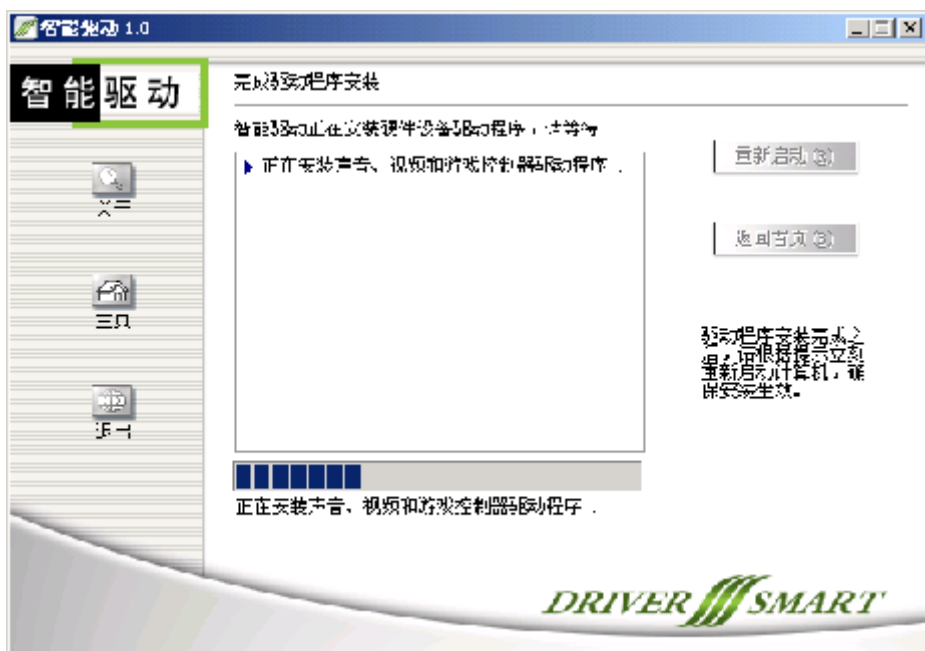 智能驱动 1.0
智能驱动
完成驱动程序安装
智能驱动正在安装硬件设备驱动程序,请等待
正在安装声音、视频和游戏控制器驱动程序 .
重新启动 (R)
返回首页 (B)
工具
驱动程序安装完成之
后,请根据提示立刻
重新启动计算机,确
保安装生效。
正在安装声音、视频和游戏控制器驱动程序 .
DRIVER SMART